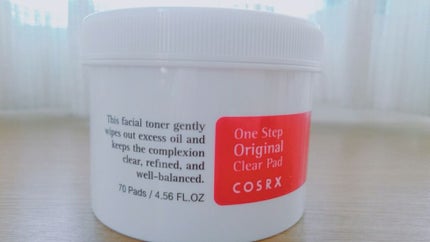 This facial toner gently
wipes out excess oil and
keeps the complexion
clear, refined, and
well-balanced.
70 Pads / 4.56 FL.OZ
One Step
Original
Clear Pad
COSRX